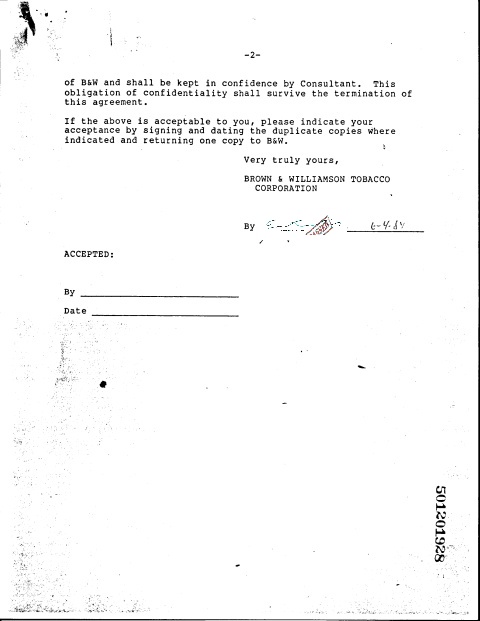 -2-
of B&W and shall be kept in confidence by Consultant. This
obligation of confidentiality shall survive the termination of
this agreement.
If the above is acceptable to you, please indicate your
acceptance by signing and dating the duplicate copies where
indicated and returning one copy to B&W.
Very truly yours,
BROWN & WILLIAMSON TOBACCO
CORPORATION
By 6-4-84
ACCEPTED:
By
Date
501201928